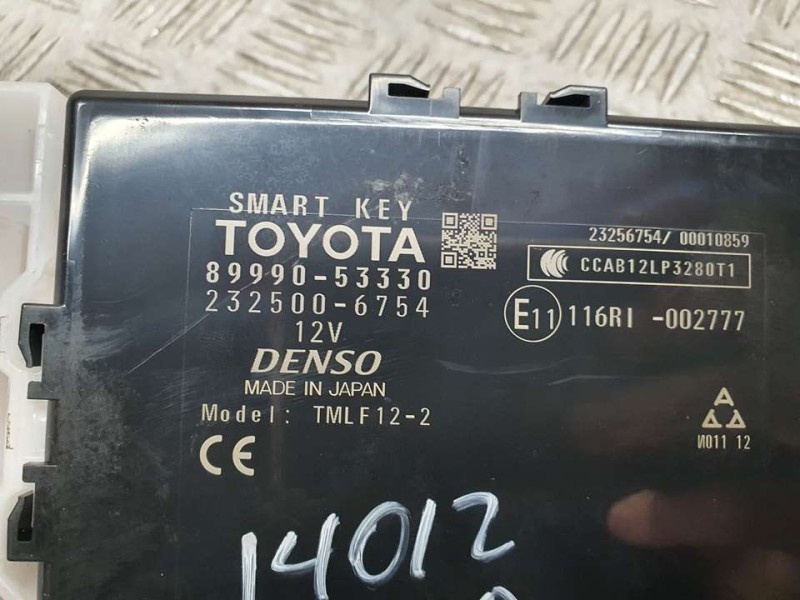 SMART KEY
TOYOTA
89990-53330
232500-6754
12V
DENSO
MADE IN JAPAN
Model: TMLF12-2
CE
23256754/ 00010859
CCAB12LP3280T1
E11 116RI -002777
И011 12
14012